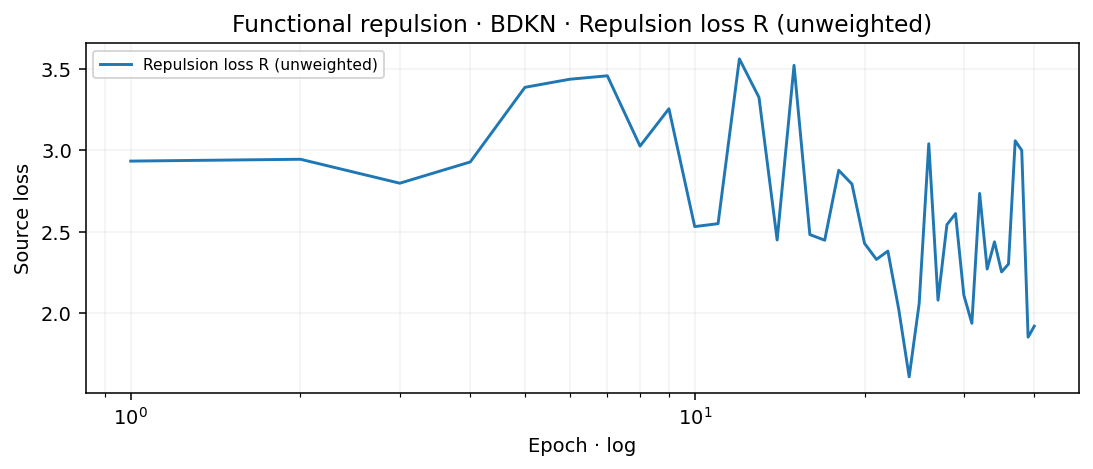 Functional repulsion · BDKN · Repulsion loss R (unweighted)
Repulsion loss R (unweighted)
Source loss
3.5
3.0
2.5
2.0
10⁰
10¹
Epoch · log